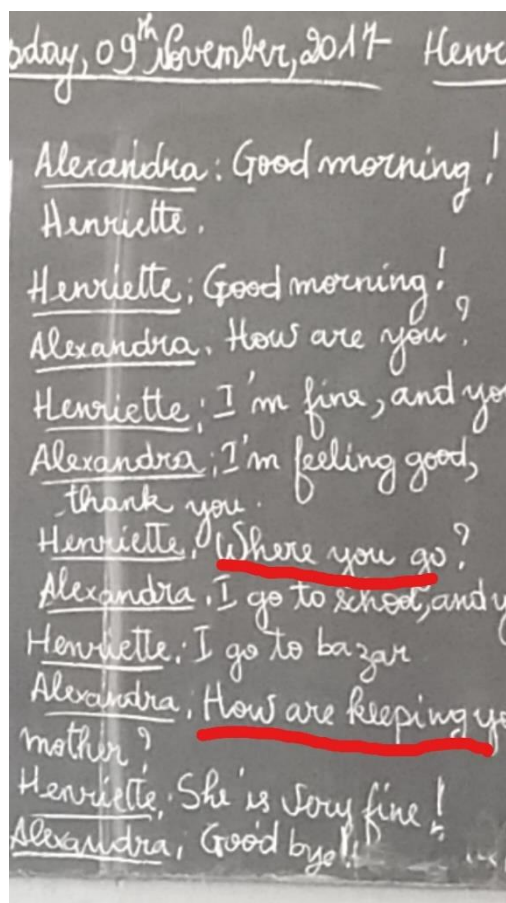 day, 09th November, 2017 Henr
Alexandra: Good morning!
Henriette.
Henriette; Good morning!
Alexandra. How are you?
Henriette; I'm fine, and yo
Alexandra; I'm feeling good,
thank you.
Henriette, Where you go?
Alexandra. I go to school, and y
Henriette. I go to bazar
Alexandra, How are keeping yo
mother?
Henriette. She is very fine!
Alexandra; Good bye!!